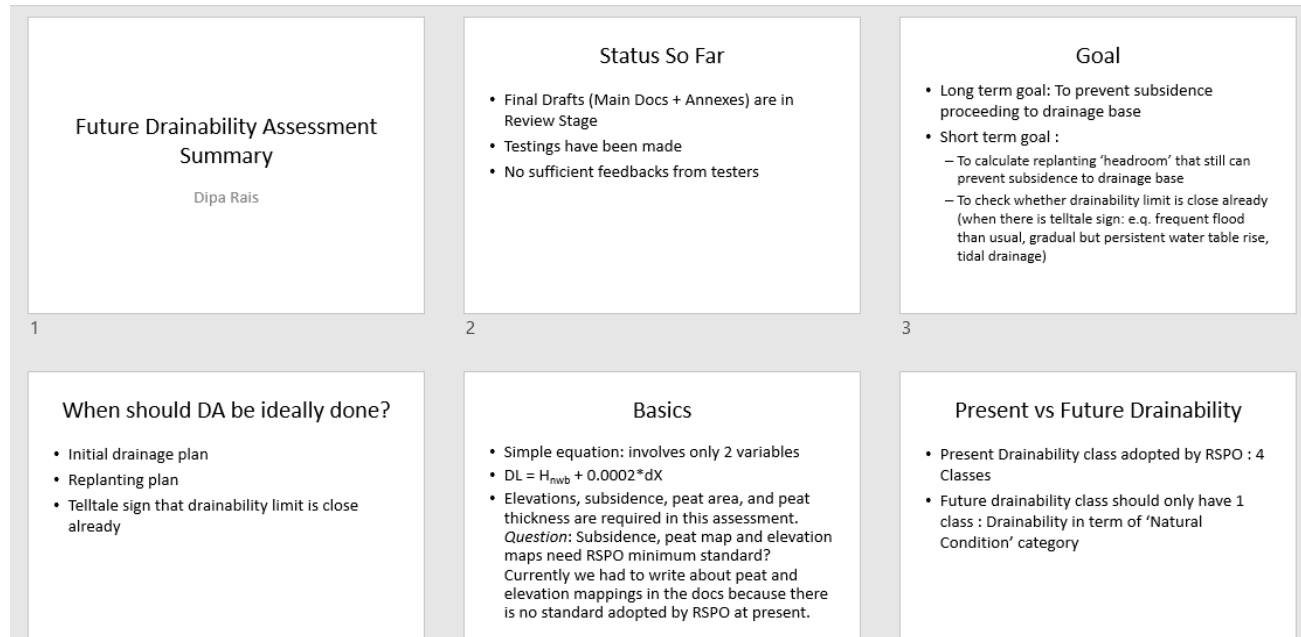 Future Drainability Assessment
Summary
Dipa Rais
1
Status So Far
• Final Drafts (Main Docs + Annexes) are in
Review Stage
• Testings have been made
• No sufficient feedbacks from testers
2
Goal
• Long term goal: To prevent subsidence
proceeding to drainage base
• Short term goal :
– To calculate replanting ‘headroom’ that still can
prevent subsidence to drainage base
– To check whether drainability limit is close already
(when there is telltale sign: e.q. frequent flood
than usual, gradual but persistent water table rise,
tidal drainage)
3
When should DA be ideally done?
• Initial drainage plan
• Replanting plan
• Telltale sign that drainability limit is close
already
Basics
• Simple equation: involves only 2 variables
• DL = Hnwb + 0.0002*dX
• Elevations, subsidence, peat area, and peat
thickness are required in this assessment.
Question: Subsidence, peat map and elevation
maps need RSPO minimum standard?
Currently we had to write about peat and
elevation mappings in the docs because there
is no standard adopted by RSPO at present.
Present vs Future Drainability
• Present Drainability class adopted by RSPO : 4
Classes
• Future drainability class should only have 1
class : Drainability in term of ‘Natural
Condition’ category